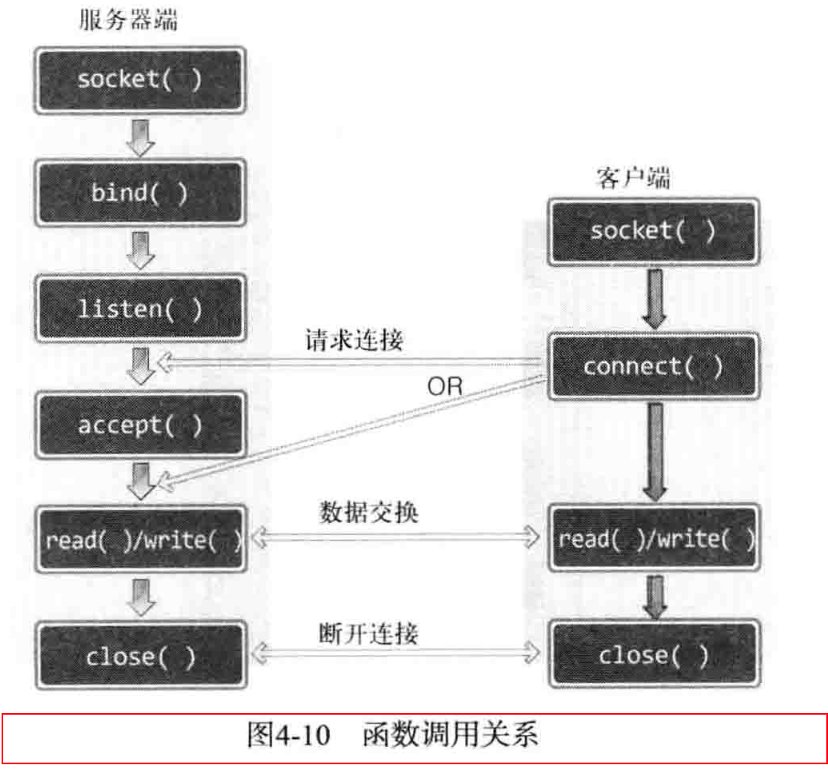 服务器端
socket( )
bind( )
listen( )
accept( )
read( )/write( )
close( )
客户端
socket( )
connect( )
read( )/write( )
close( )
请求连接
OR
数据交换
断开连接
图4-10 函数调用关系